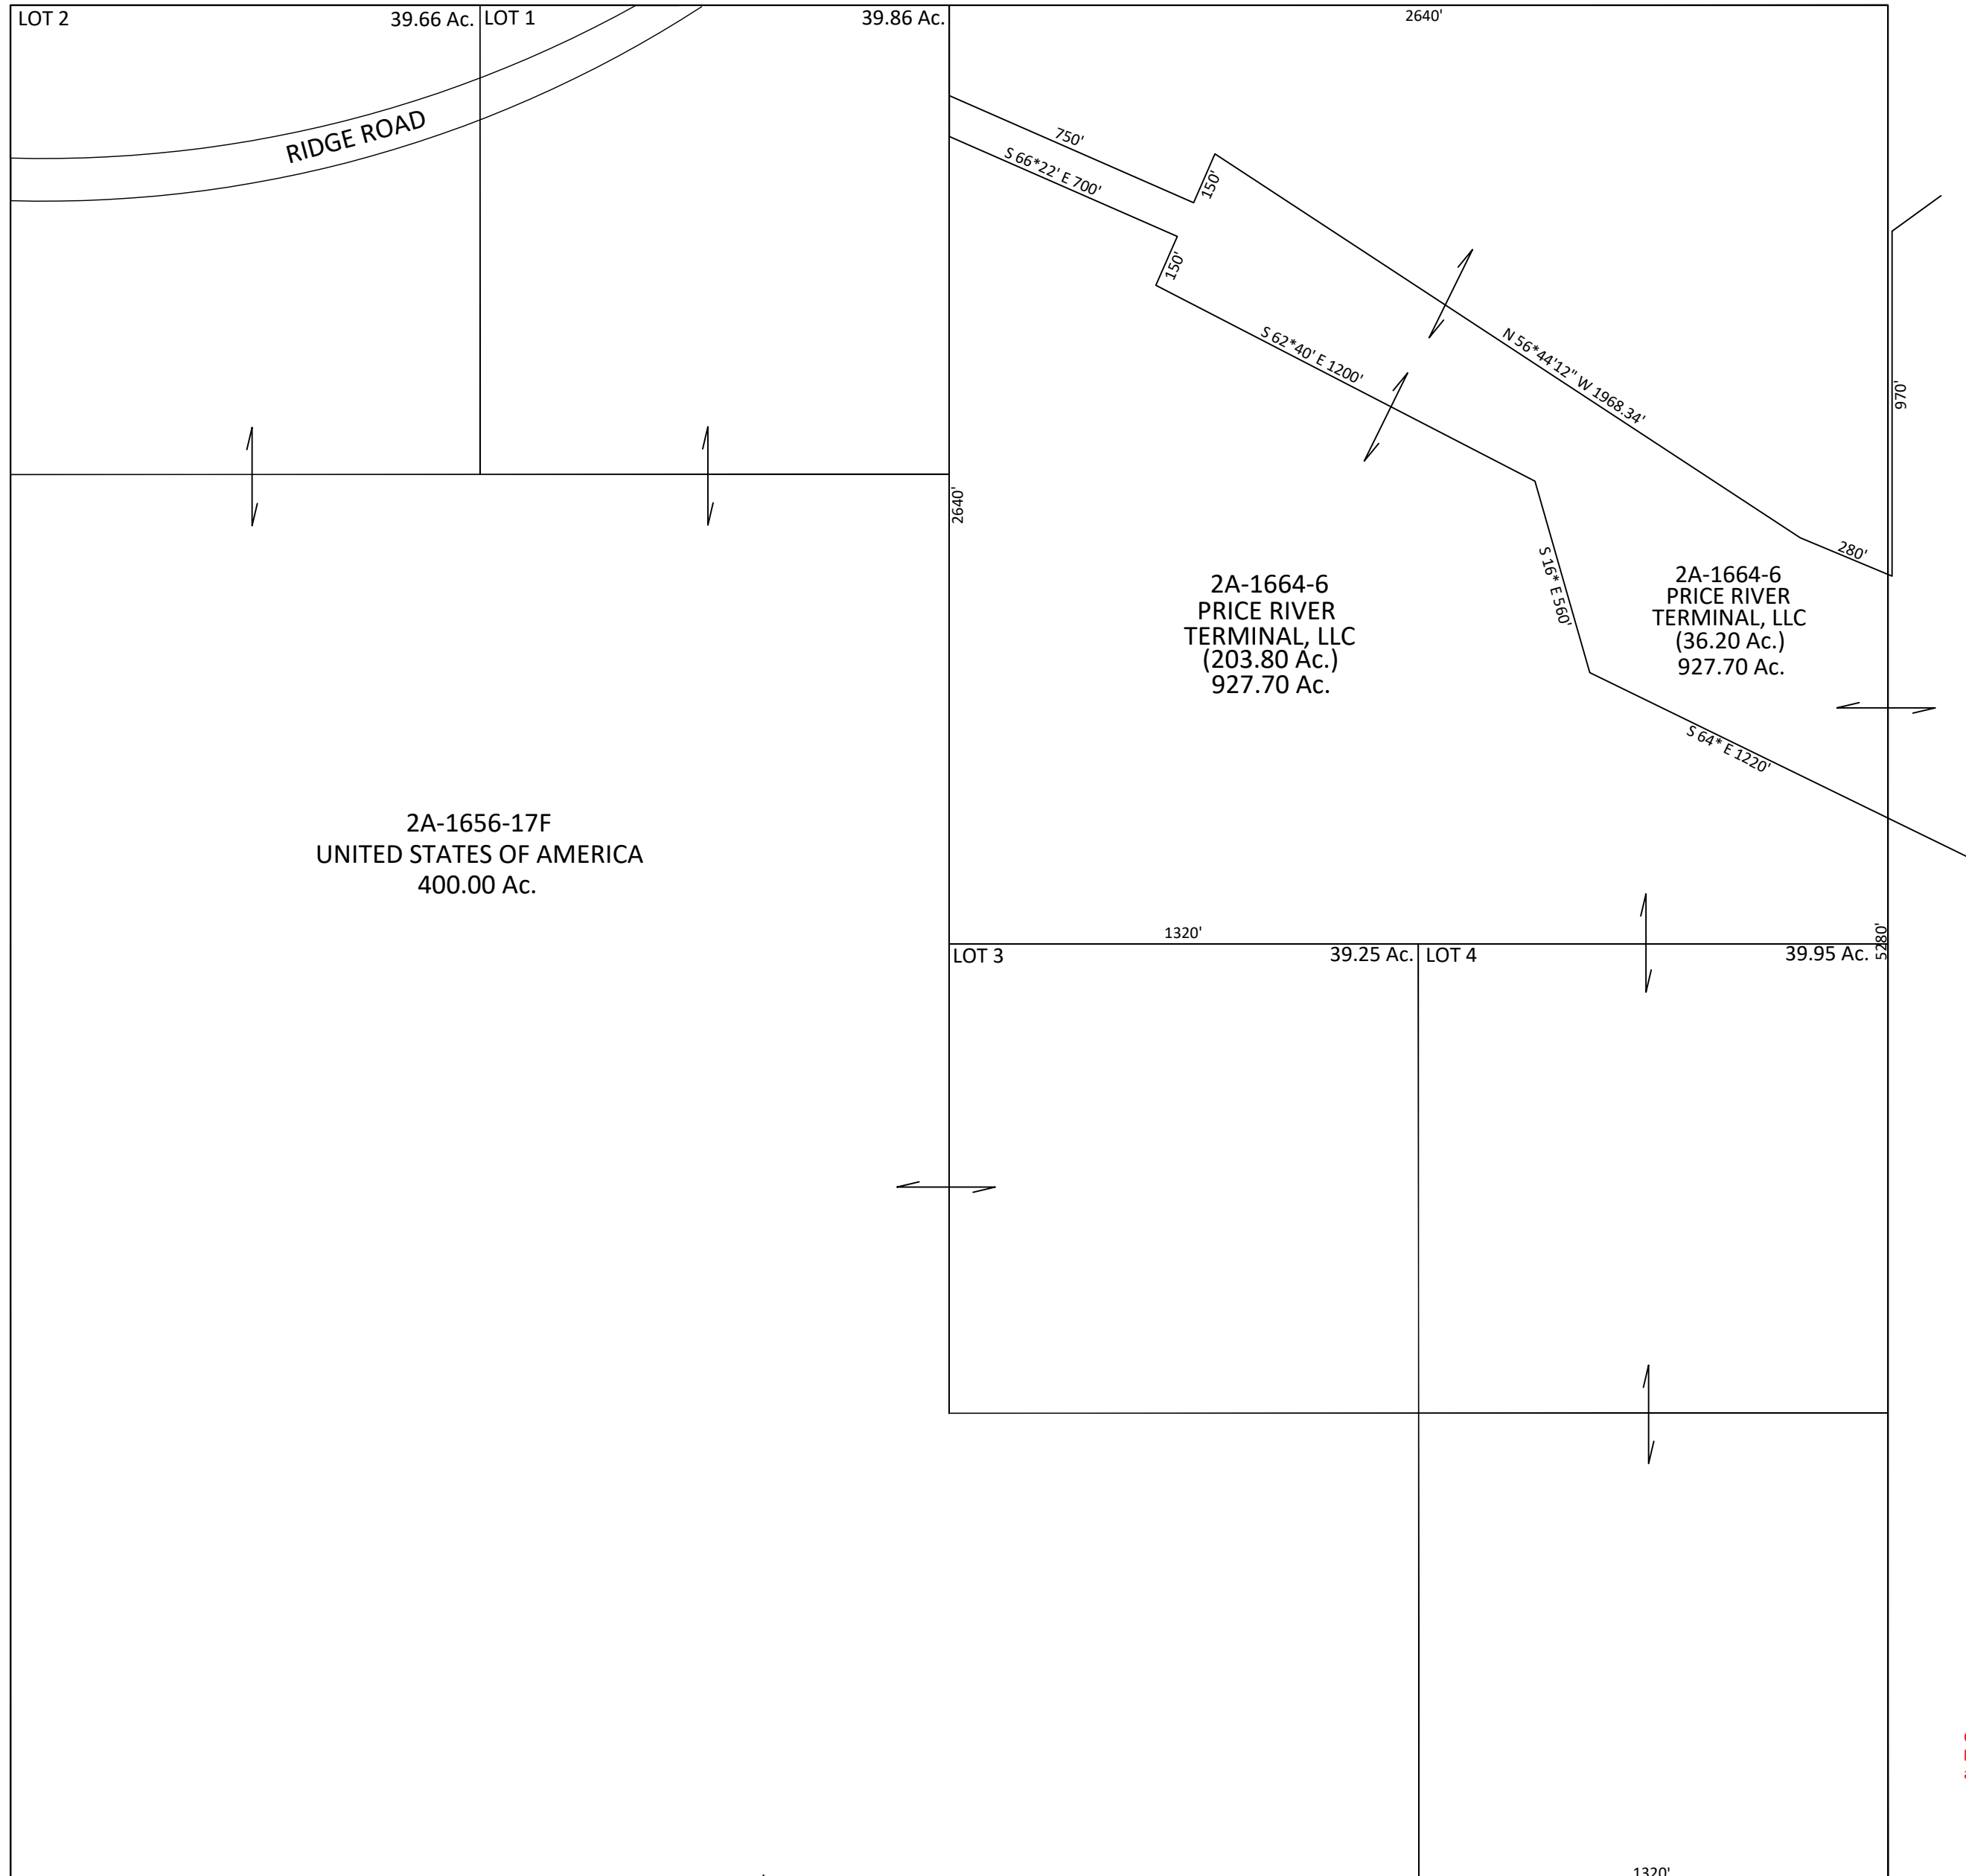 LOT 2
39.66 Ac.
LOT 1
39.86 Ac.
2640'
RIDGE ROAD
750'
S 66*22' E 700'
150'
150'
S 62*40' E 1200'
N 56*44'12" W 1968.34'
970'
2640'
280'
S 16* E 560'
2A-1664-6
PRICE RIVER
TERMINAL, LLC
(203.80 Ac.)
927.70 Ac.
2A-1664-6
PRICE RIVER
TERMINAL, LLC
(36.20 Ac.)
927.70 Ac.
S 64* E 1220'
2A-1656-17F
UNITED STATES OF AMERICA
400.00 Ac.
1320'
5280'
LOT 3
39.25 Ac.
LOT 4
39.95 Ac.
1320'